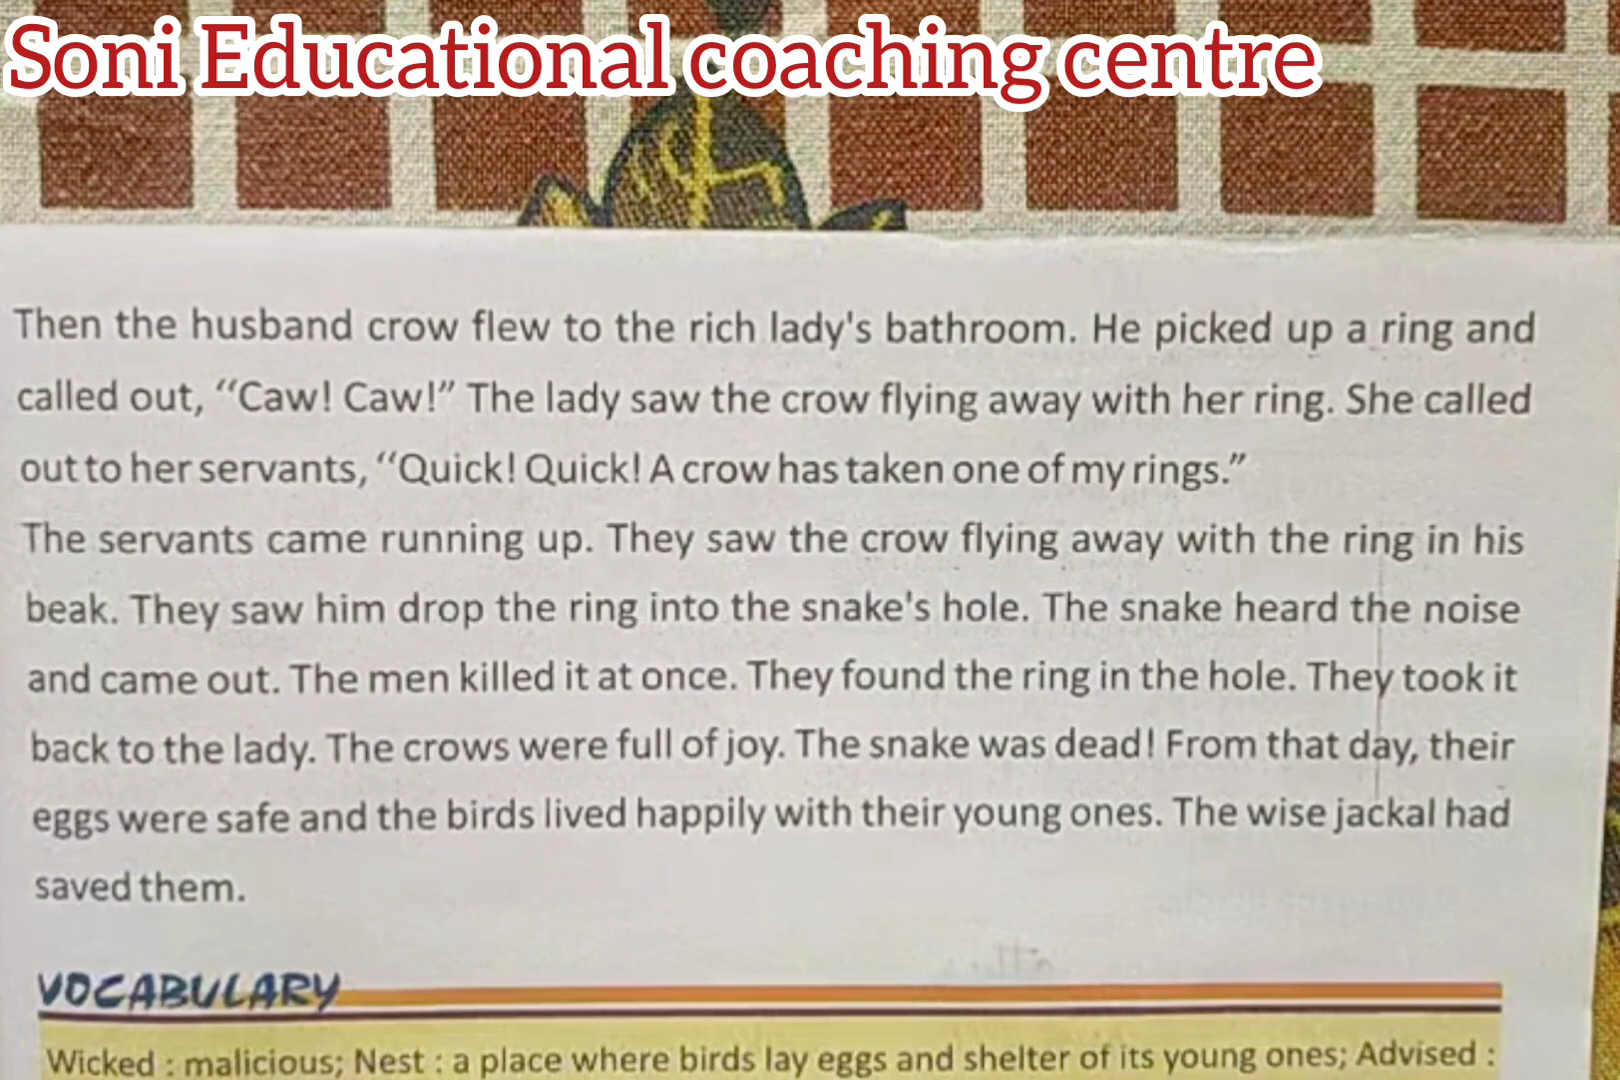 Soni Educational coaching centre
Then the husband crow flew to the rich lady's bathroom. He picked up a ring and
called out, “Caw! Caw!” The lady saw the crow flying away with her ring. She called
out to her servants, “Quick! Quick! A crow has taken one of my rings.”
The servants came running up. They saw the crow flying away with the ring in his
beak. They saw him drop the ring into the snake's hole. The snake heard the noise
and came out. The men killed it at once. They found the ring in the hole. They took it
back to the lady. The crows were full of joy. The snake was dead! From that day, their
eggs were safe and the birds lived happily with their young ones. The wise jackal had
saved them.
VOCABULARY
Wicked : malicious; Nest : a place where birds lay eggs and shelter of its young ones; Advised :